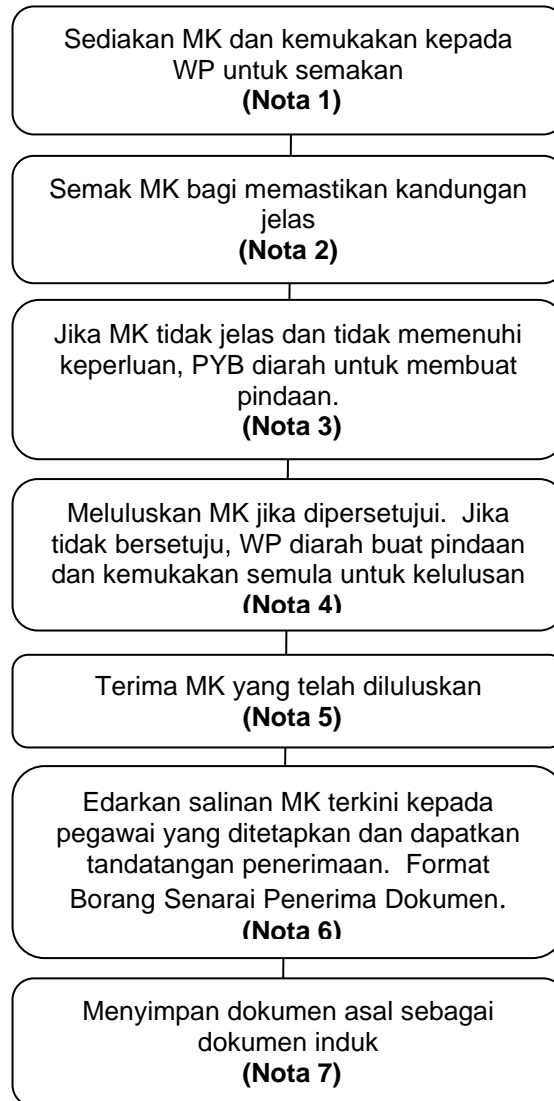 Sediakan MK dan kemukakan kepada
WP untuk semakan
(Nota 1)
Semak MK bagi memastikan kandungan
jelas
(Nota 2)
Jika MK tidak jelas dan tidak memenuhi
keperluan, PYB diarah untuk membuat
pindaan.
(Nota 3)
Meluluskan MK jika dipersetujui.  Jika
tidak bersetuju, WP diarah buat pindaan
dan kemukakan semula untuk kelulusan
(Nota 4)
Terima MK yang telah diluluskan
(Nota 5)
Edarkan salinan MK terkini kepada
pegawai yang ditetapkan dan dapatkan
tandatangan penerimaan.  Format
Borang Senarai Penerima Dokumen.
(Nota 6)
Menyimpan dokumen asal sebagai
dokumen induk
(Nota 7)